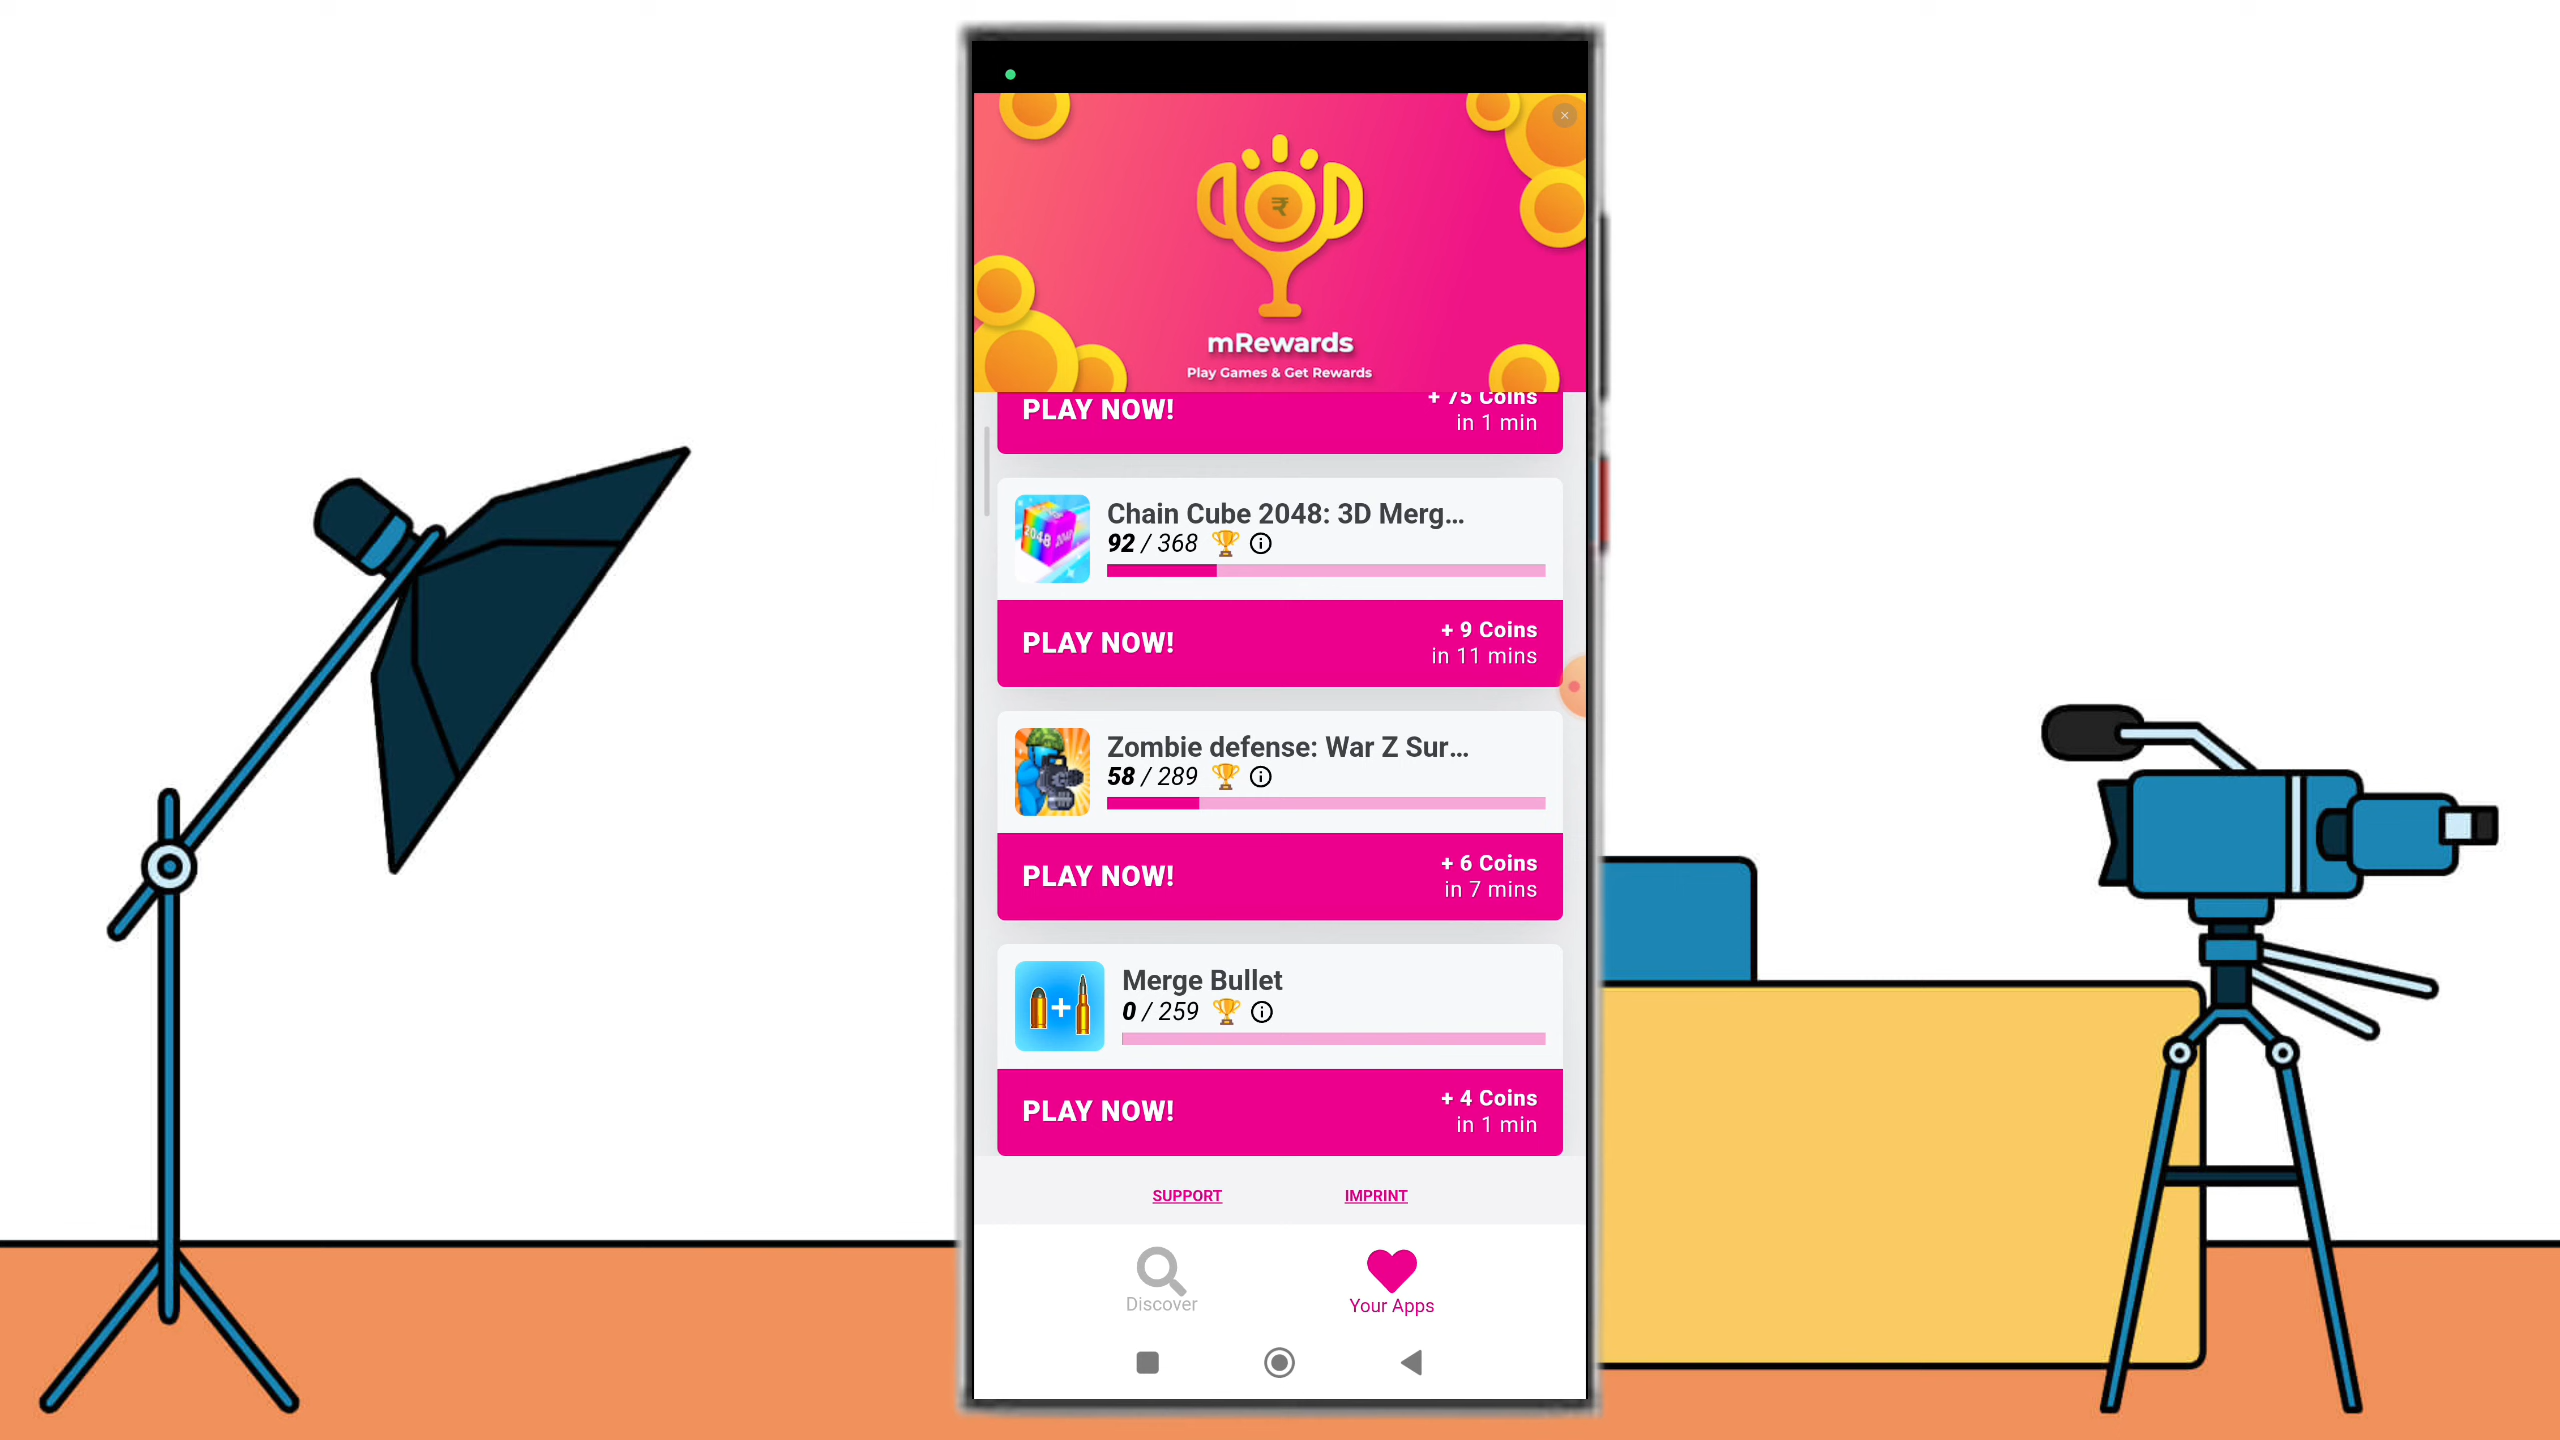 ₹
mRewards
Play Games & Get Rewards
PLAY NOW!
+ 75 Coins
in 1 min
Chain Cube 2048: 3D Merg...
92 / 368
PLAY NOW!
+ 9 Coins
in 11 mins
Zombie defense: War Z Sur...
58 / 289
PLAY NOW!
+ 6 Coins
in 7 mins
Merge Bullet
0 / 259
PLAY NOW!
+ 4 Coins
in 1 min
SUPPORT
IMPRINT
Discover
Your Apps